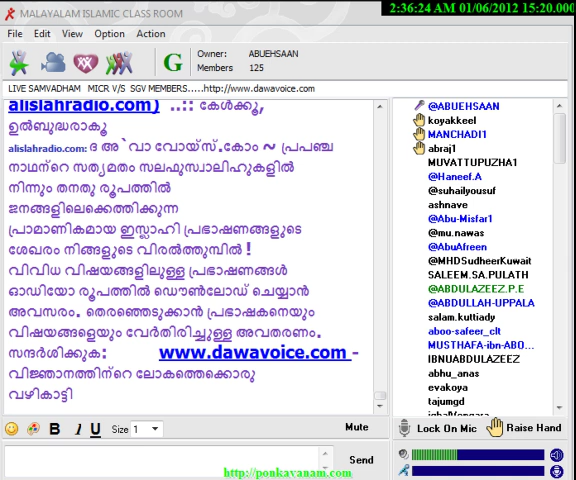 MALAYALAM ISLAMIC CLASS ROOM
2:36:24 AM 01/06/2012 15:20.000
File Edit View Option Action
G
Owner: ABUEHSAAN
Members 125
LIVE SAMVADHAM MICR V/S SGV MEMBERS.....http://www.dawavoice.com
alislahradio.com) ..:: കേൾക്കൂ,
ഉൽബുദ്ധരാകൂ
alislahradio.com: ദ അ`വാ വോയ്സ്.കോം ~ പ്രപഞ്ച
നാഥന്റെ സത്യമതം സലഫുസ്വാലിഹുകളിൽ
നിന്നും തനതു രൂപത്തിൽ
ജനങ്ങളിലെക്കെത്തിക്കുന്ന
പ്രാമാണികമായ ഇസ്ലാഹി പ്രഭാഷണങ്ങളുടെ
ശേഖരം നിങ്ങളുടെ വിരൽത്തുമ്പിൽ !
വിവിധ വിഷയങ്ങളിലുള്ള പ്രഭാഷണങ്ങൾ
ഓഡിയോ രൂപത്തിൽ ഡൌൺലോഡ് ചെയ്യാൻ
അവസരം. തെരഞ്ഞെടുക്കാൻ പ്രഭാഷകനെയും
വിഷയങ്ങളെയും വേർതിരിച്ചുള്ള അവതരണം.
സന്ദർശിക്കുക: www.dawavoice.com -
വിജ്ഞാനത്തിന്റെ ലോകത്തെക്കൊരു
വഴികാട്ടി
@ABUEHSAAN
koyakkeel
MANCHADI1
abraj1
MUVATTUPUZHA1
@Haneef.A
@suhailyousuf
ashnave
@Abu-Misfar1
@mu.nawas
@AbuAfreen
@MHDSudheerKuwait
SALEEM.SA.PULATH
@ABDULAZEEZ.P.E
@ABDULLAH-UPPALA
salam.kuttiady
aboo-safeer_clt
MUSTHAFA-ibn-ABO...
IBNUABDULAZEEZ
abhu_anas
evakoya
tajumgd
B I U Size 1 Mute
Lock On Mic Raise Hand
Send
http://ponkavanam.com